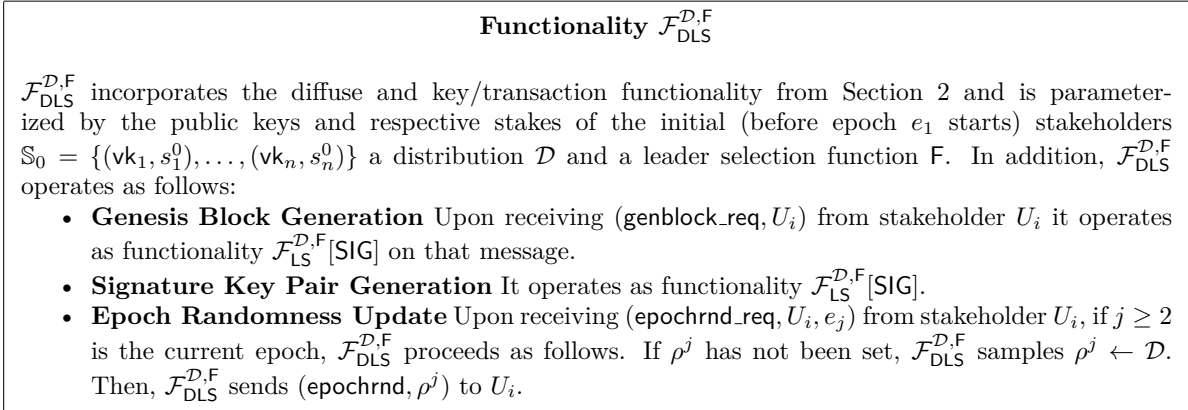 Functionality $\mathcal{F}_{\mathsf{DLS}}^{\mathcal{D},\mathsf{F}}$
$\mathcal{F}_{\mathsf{DLS}}^{\mathcal{D},\mathsf{F}}$ incorporates the diffuse and key/transaction functionality from Section 2 and is parameter-
ized by the public keys and respective stakes of the initial (before epoch $e_1$ starts) stakeholders
$\mathbb{S}_0 = \{(\mathsf{vk}_1, s_1^0), \ldots, (\mathsf{vk}_n, s_n^0)\}$ a distribution $\mathcal{D}$ and a leader selection function $\mathsf{F}$. In addition, $\mathcal{F}_{\mathsf{DLS}}^{\mathcal{D},\mathsf{F}}$
operates as follows:
• Genesis Block Generation Upon receiving $(\mathsf{genblock\_req}, U_i)$ from stakeholder $U_i$ it operates
as functionality $\mathcal{F}_{\mathsf{LS}}^{\mathcal{D},\mathsf{F}}[\mathsf{SIG}]$ on that message.
• Signature Key Pair Generation It operates as functionality $\mathcal{F}_{\mathsf{LS}}^{\mathcal{D},\mathsf{F}}[\mathsf{SIG}]$.
• Epoch Randomness Update Upon receiving $(\mathsf{epochrnd\_req}, U_i, e_j)$ from stakeholder $U_i$, if $j \geq 2$
is the current epoch, $\mathcal{F}_{\mathsf{DLS}}^{\mathcal{D},\mathsf{F}}$ proceeds as follows. If $\rho^j$ has not been set, $\mathcal{F}_{\mathsf{DLS}}^{\mathcal{D},\mathsf{F}}$ samples $\rho^j \leftarrow \mathcal{D}$.
Then, $\mathcal{F}_{\mathsf{DLS}}^{\mathcal{D},\mathsf{F}}$ sends $(\mathsf{epochrnd}, \rho^j)$ to $U_i$.